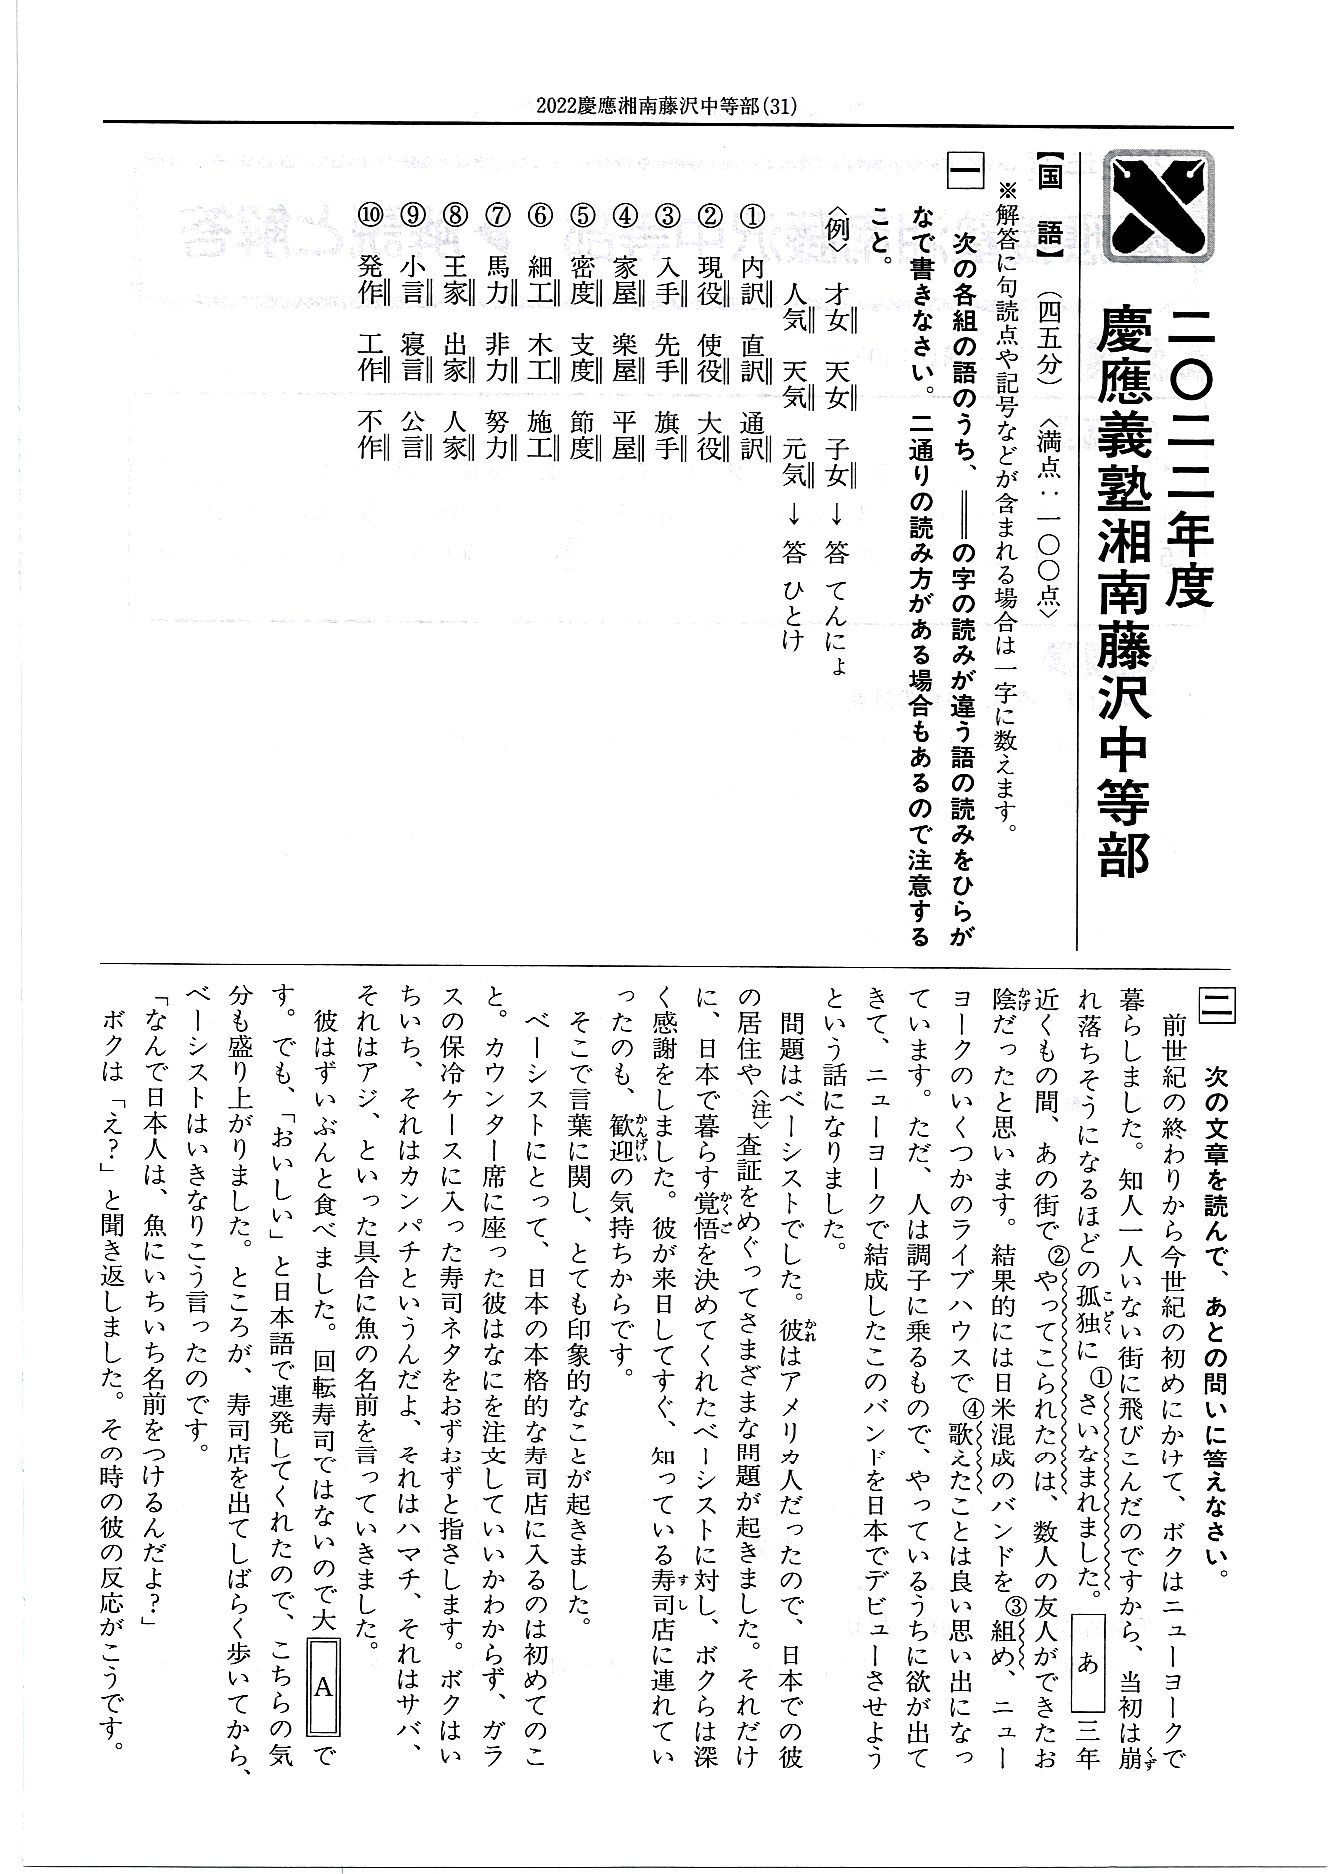 2022慶應湘南藤沢中等部(31)
二〇二二年度
慶應義塾湘南藤沢中等部
【国　語】　（四五分）　〈満点：一〇〇点〉
※解答に句読点や記号などが含まれる場合は一字に数えます。
一　次の各組の語のうち、＝の字の読みが違う語の読みをひらが
なで書きなさい。二通りの読み方がある場合もあるので注意する
こと。
〈例〉　才女　天女　子女　→　答　てんにょ
人気　天気　元気　→　答　ひとけ
①　内訳　直訳　通訳
②　現役　使役　大役
③　入手　先手　旗手
④　家屋　楽屋　平屋
⑤　密度　支度　節度
⑥　細工　木工　施工
⑦　馬力　非力　努力
⑧　王家　出家　人家
⑨　小言　寝言　公言
⑩　発作　工作　不作
二　次の文章を読んで、あとの問いに答えなさい。
前世紀の終わりから今世紀の初めにかけて、ボクはニューヨークで
暮らしました。知人一人いない街に飛びこんだのですから、当初は崩くず
れ落ちそうになるほどの孤独こどくに①さいなまれました。　あ　三年
近くもの間、あの街で②やってこられたのは、数人の友人ができたお
陰かげだったと思います。結果的には日米混成のバンドを③組め、ニュー
ヨークのいくつかのライブハウスで④歌えたことは良い思い出になっ
ています。ただ、人は調子に乗るもので、やっているうちに欲が出て
きて、ニューヨークで結成したこのバンドを日本でデビューさせよう
という話になりました。
問題はベーシストでした。彼かれはアメリカ人だったので、日本での彼
の居住や〈注〉査証をめぐってさまざまな問題が起きました。それだけ
に、日本で暮らす覚悟かくごを決めてくれたベーシストに対し、ボクらは深
く感謝をしました。彼が来日してすぐ、知っている寿司すし店に連れてい
ったのも、歓迎かんげいの気持ちからです。
そこで言葉に関し、とても印象的なことが起きました。
ベーシストにとって、日本の本格的な寿司店に入るのは初めてのこ
と。カウンター席に座った彼はなにを注文していいかわからず、ガラ
スの保冷ケースに入った寿司ネタをおずおずと指さします。ボクはい
ちいち、それはカンパチというんだよ、それはハマチ、それはサバ、
それはアジ、といった具合に魚の名前を言っていきました。
彼はずいぶんと食べました。回転寿司ではないので大　A　で
す。でも、「おいしい」と日本語で連発してくれたので、こちらの気
分も盛り上がりました。ところが、寿司店を出てしばらく歩いてから、
ベーシストはいきなりこう言ったのです。
「なんで日本人は、魚にいちいち名前をつけるんだよ？」
ボクは「え？」と聞き返しました。その時の彼の反応がこうです。